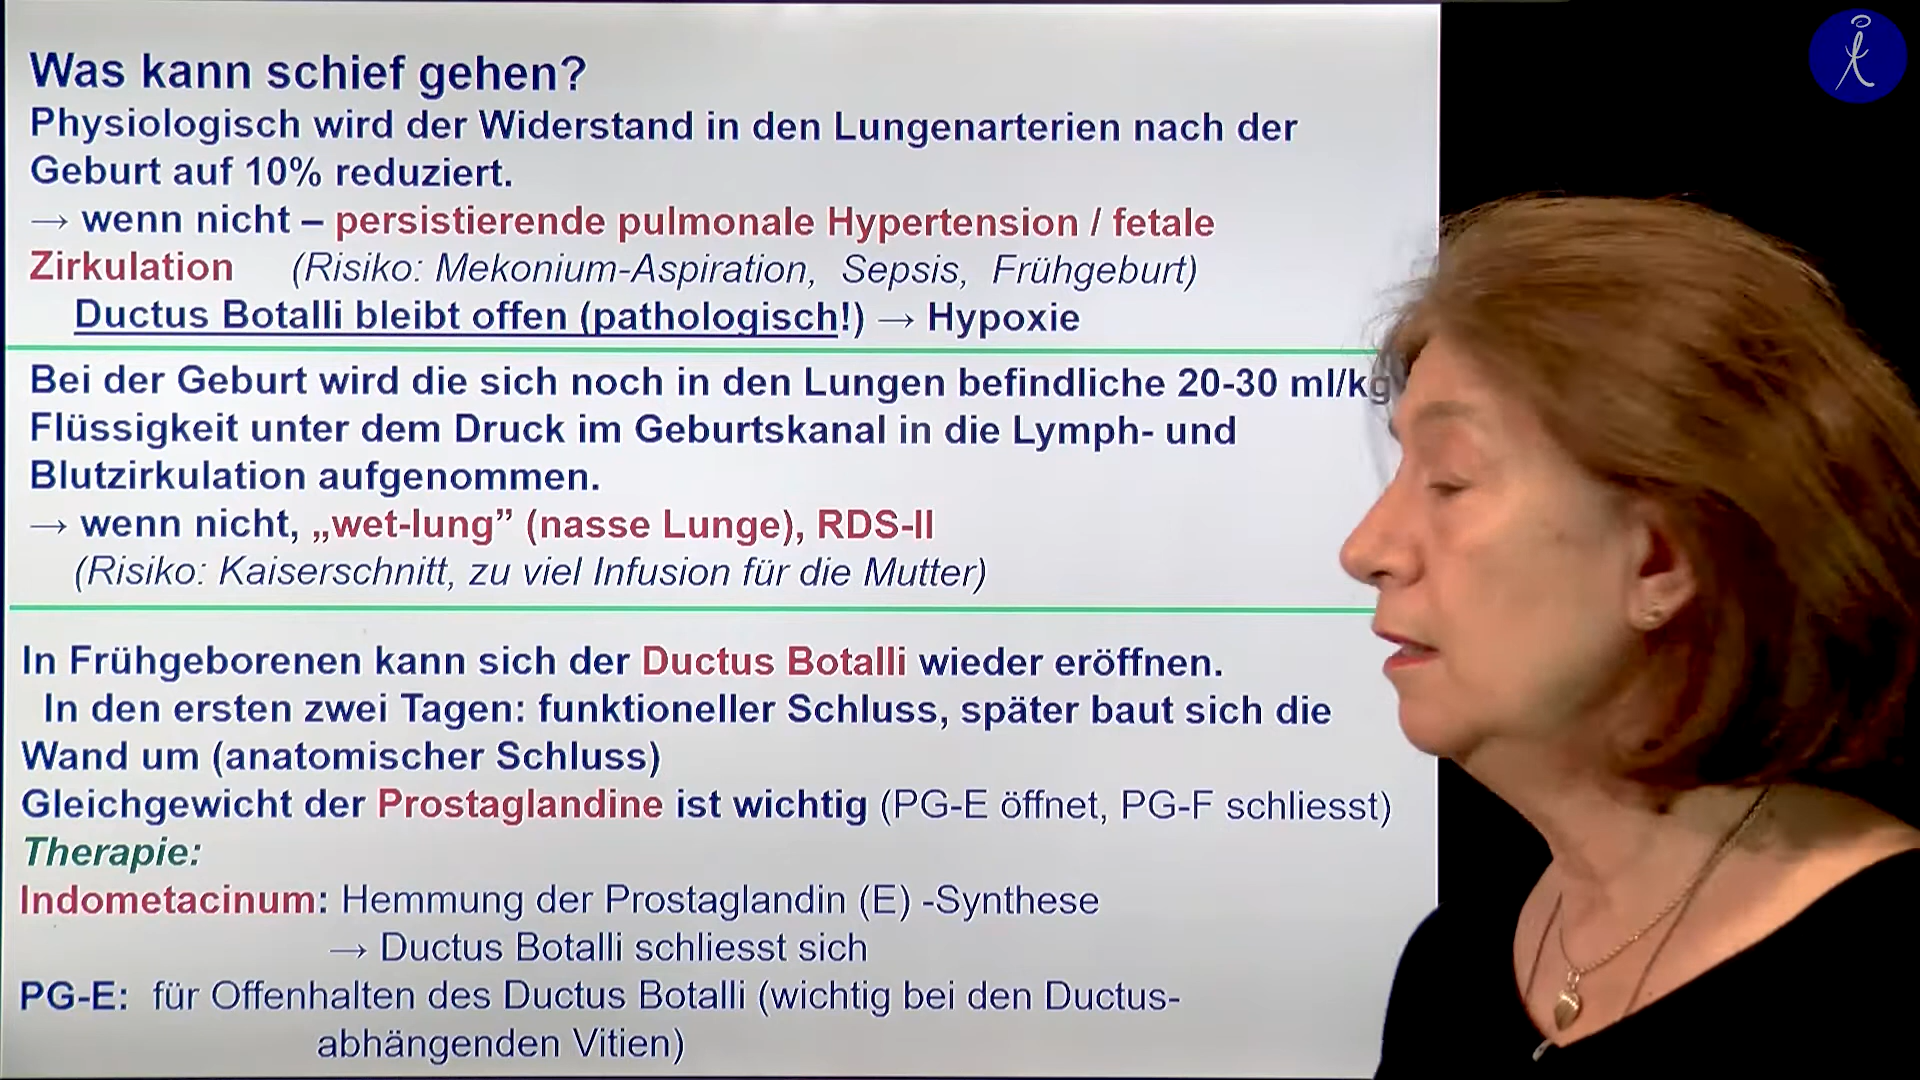 Was kann schief gehen?
Physiologisch wird der Widerstand in den Lungenarterien nach der
Geburt auf 10% reduziert.
→ wenn nicht – persistierende pulmonale Hypertension / fetale
Zirkulation (Risiko: Mekonium-Aspiration, Sepsis, Frühgeburt)
Ductus Botalli bleibt offen (pathologisch!) → Hypoxie
Bei der Geburt wird die sich noch in den Lungen befindliche 20-30 ml/kg
Flüssigkeit unter dem Druck im Geburtskanal in die Lymph- und
Blutzirkulation aufgenommen.
→ wenn nicht, „wet-lung” (nasse Lunge), RDS-II
(Risiko: Kaiserschnitt, zu viel Infusion für die Mutter)
In Frühgeborenen kann sich der Ductus Botalli wieder eröffnen.
In den ersten zwei Tagen: funktioneller Schluss, später baut sich die
Wand um (anatomischer Schluss)
Gleichgewicht der Prostaglandine ist wichtig (PG-E öffnet, PG-F schliesst)
Therapie:
Indometacinum: Hemmung der Prostaglandin (E) -Synthese
→ Ductus Botalli schliesst sich
PG-E: für Offenhalten des Ductus Botalli (wichtig bei den Ductus-
abhängenden Vitien)